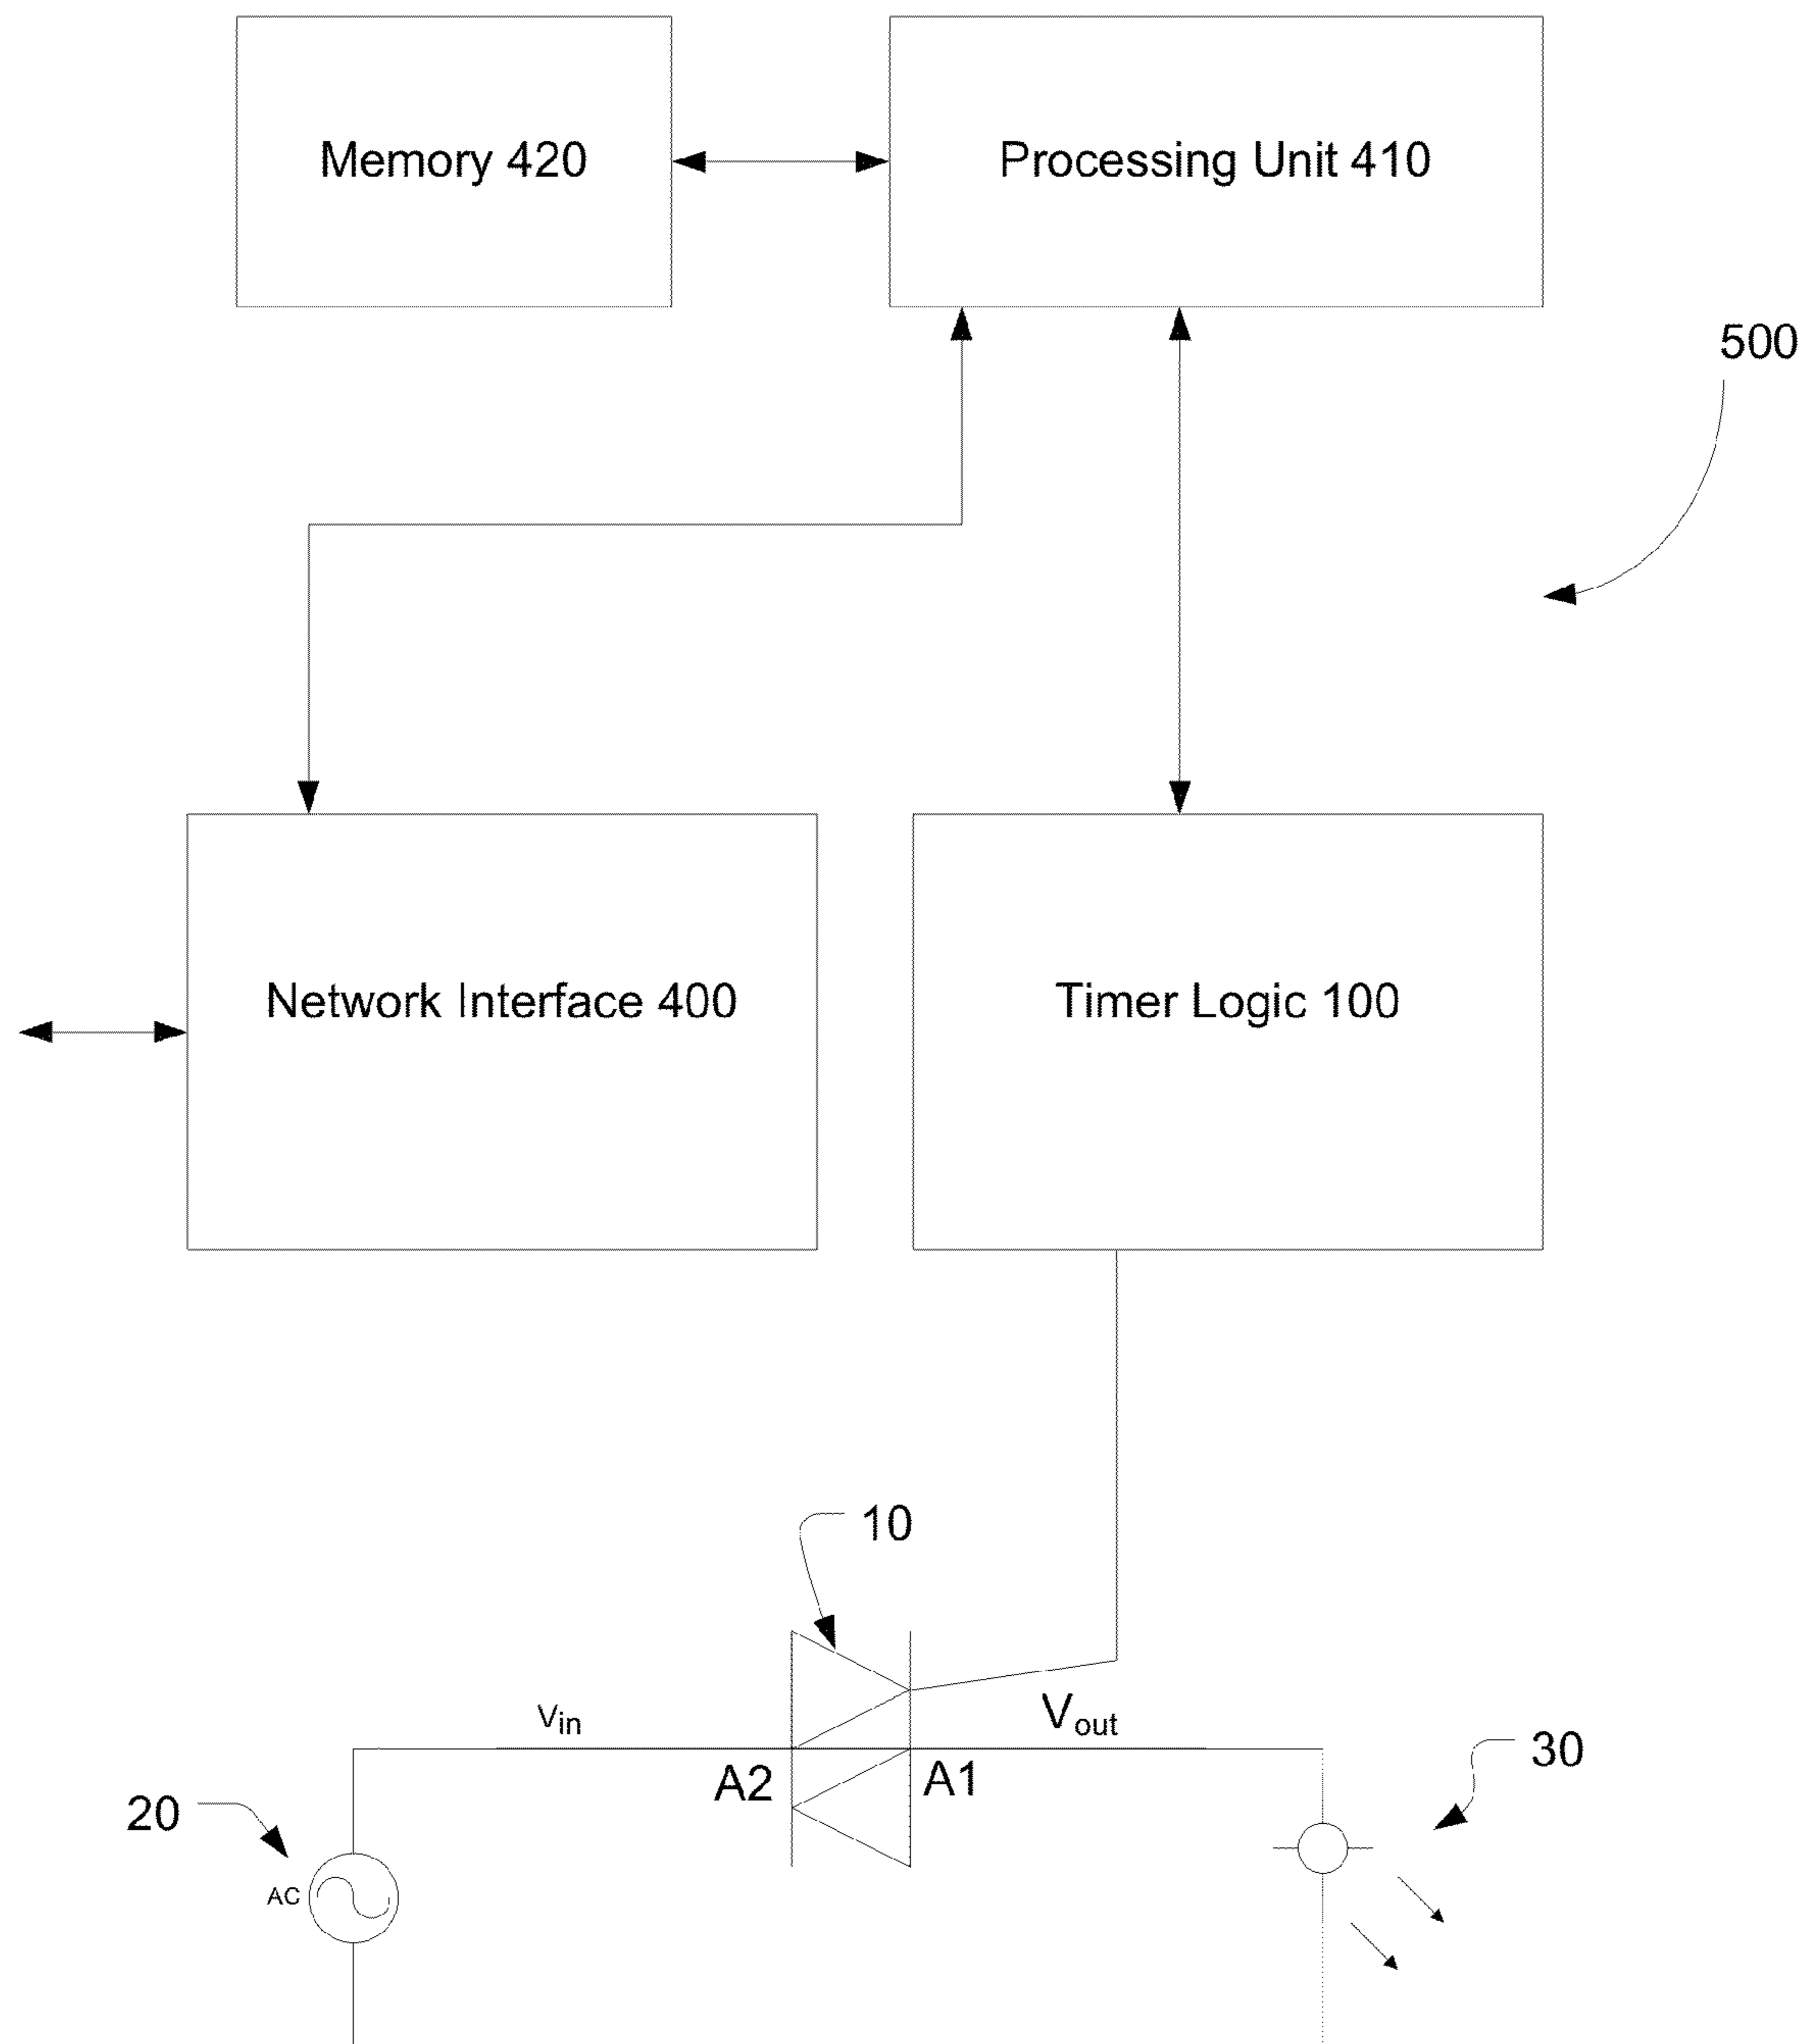 Memory 420
Processing Unit 410
500
Network Interface 400
Timer Logic 100
10
Vin
Vout
A2
A1
30
20
AC